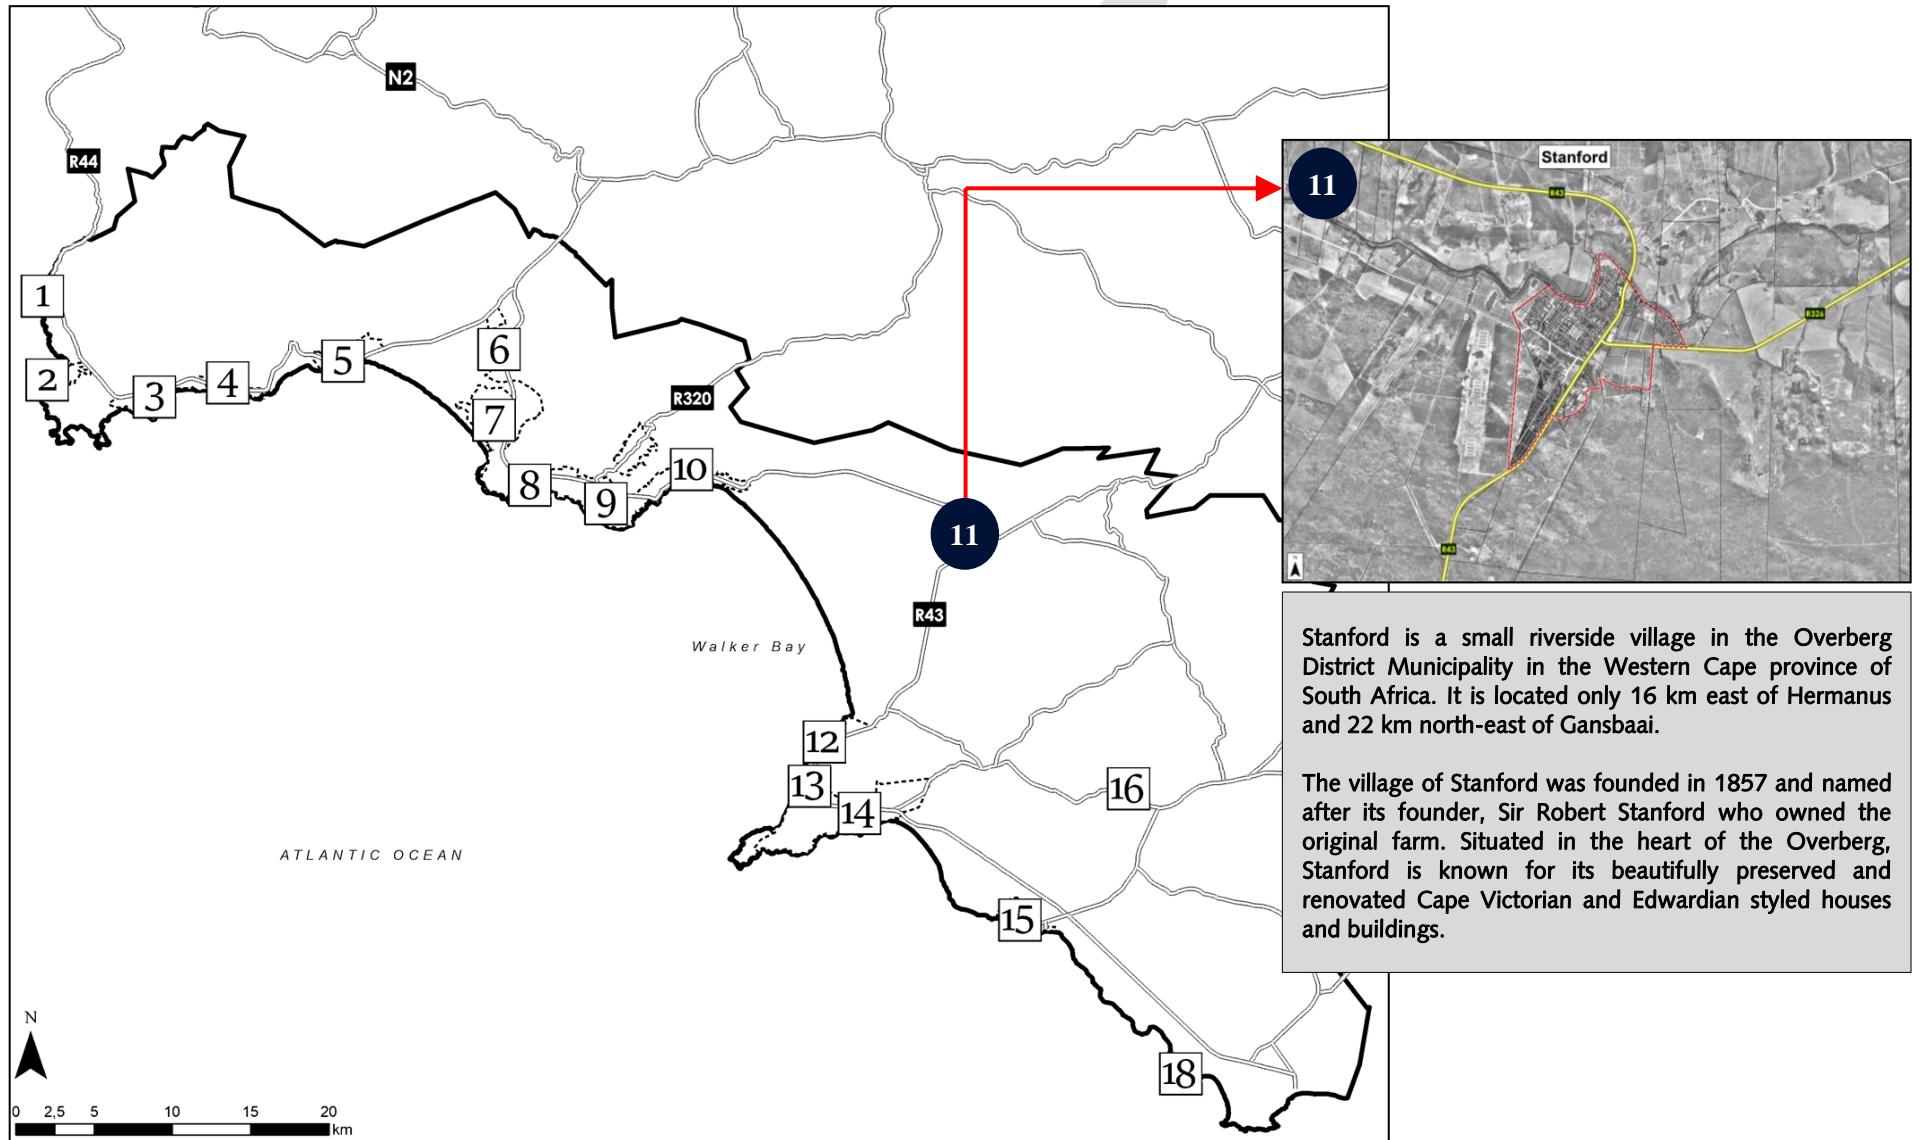 N2
R44
11
Stanford
R43
11
1
R326
2
3
4
5
6
7
R320
8
9
10
11
R43
R43
Stanford is a small riverside village in the Overberg
District Municipality in the Western Cape province of
South Africa. It is located only 16 km east of Hermanus
and 22 km north-east of Gansbaai.
Walker Bay
12
13
14
16
The village of Stanford was founded in 1857 and named
after its founder, Sir Robert Stanford who owned the
original farm. Situated in the heart of the Overberg,
Stanford is known for its beautifully preserved and
renovated Cape Victorian and Edwardian styled houses
and buildings.
ATLANTIC OCEAN
15
18
N
N
0 2,5 5 10 15 20
km